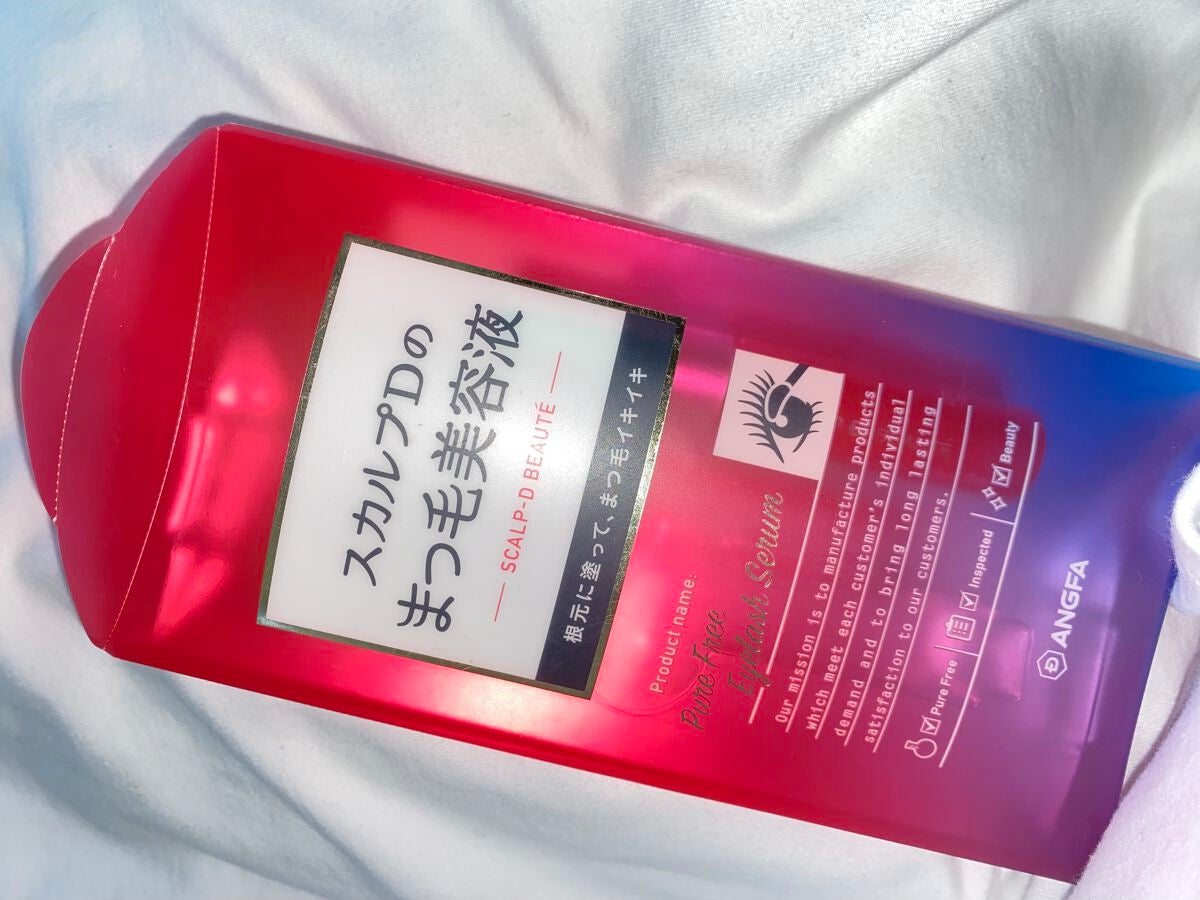 スカルプDの
まつ毛美容液
SCALP-D BEAUTÉ
根元に塗って、まつ毛イキイキ
Product name:
Pure Free
Eyelash Serum
Our mission is to manufacture products
which meet each customer's individual
demand and to bring long lasting
satisfaction to our customers.
Pure Free Inspected Beauty
ANGFA